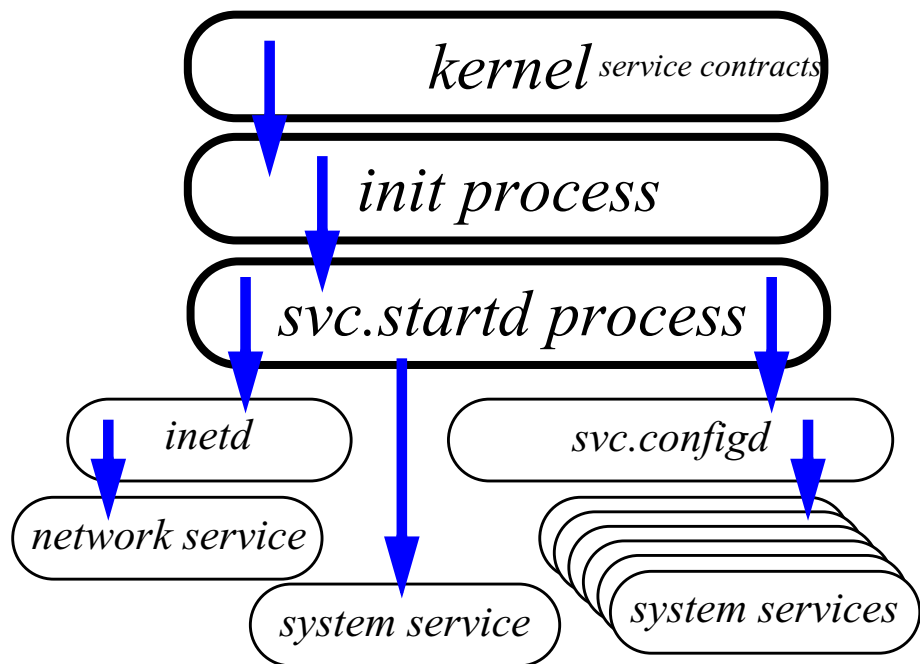 kernel service contracts
init process
svc.startd process
inetd
svc.configd
network service
system service
system services